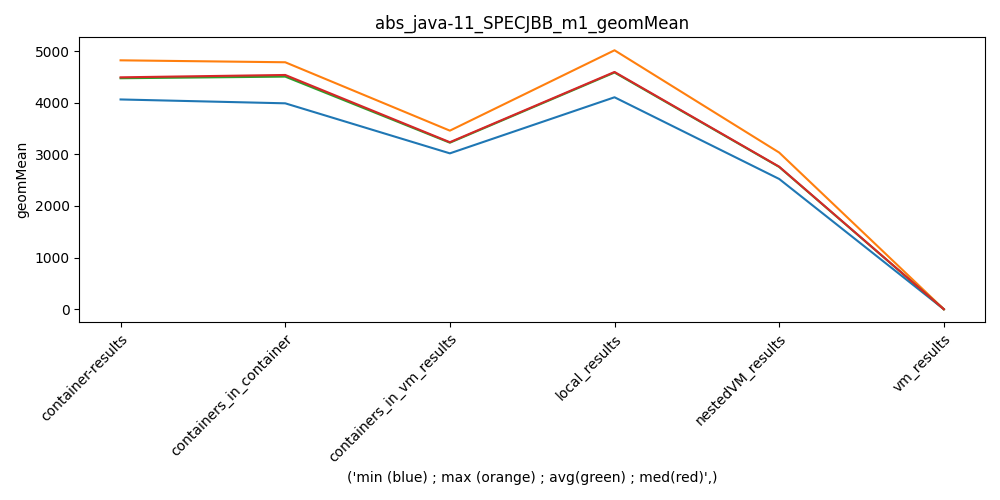 abs_java-11_SPECJBB_m1_geomMean
geomMean
5000
4000
3000
2000
1000
0
container-results
containers_in_container
containers_in_vm_results
local_results
nestedVM_results
vm_results
('min (blue) ; max (orange) ; avg(green) ; med(red)',)